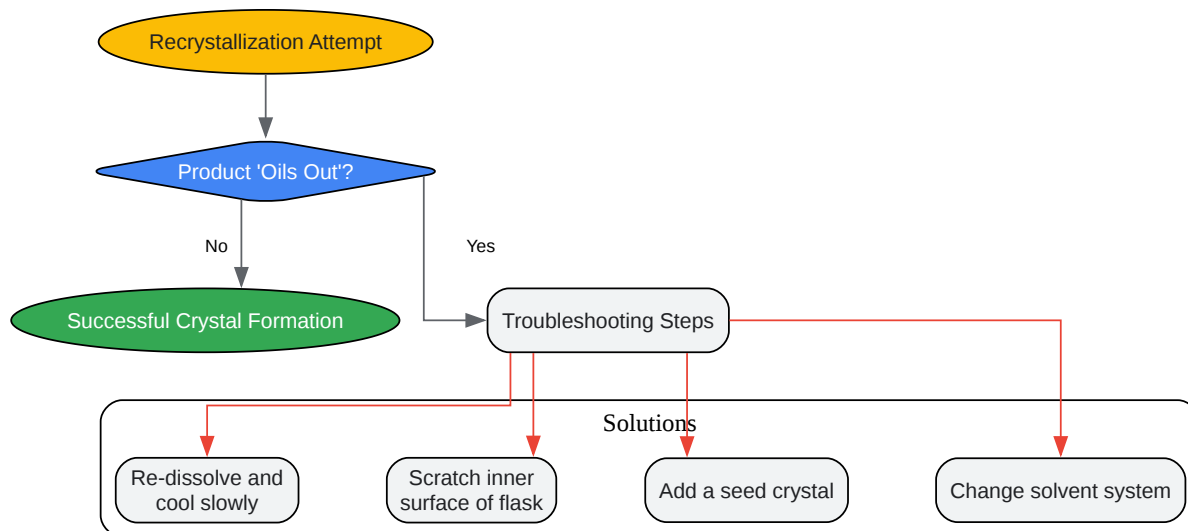 Recrystallization Attempt
Product 'Oils Out'?
No
Yes
Successful Crystal Formation
Troubleshooting Steps
Solutions
Re-dissolve and
cool slowly
Scratch inner
surface of flask
Add a seed crystal
Change solvent system